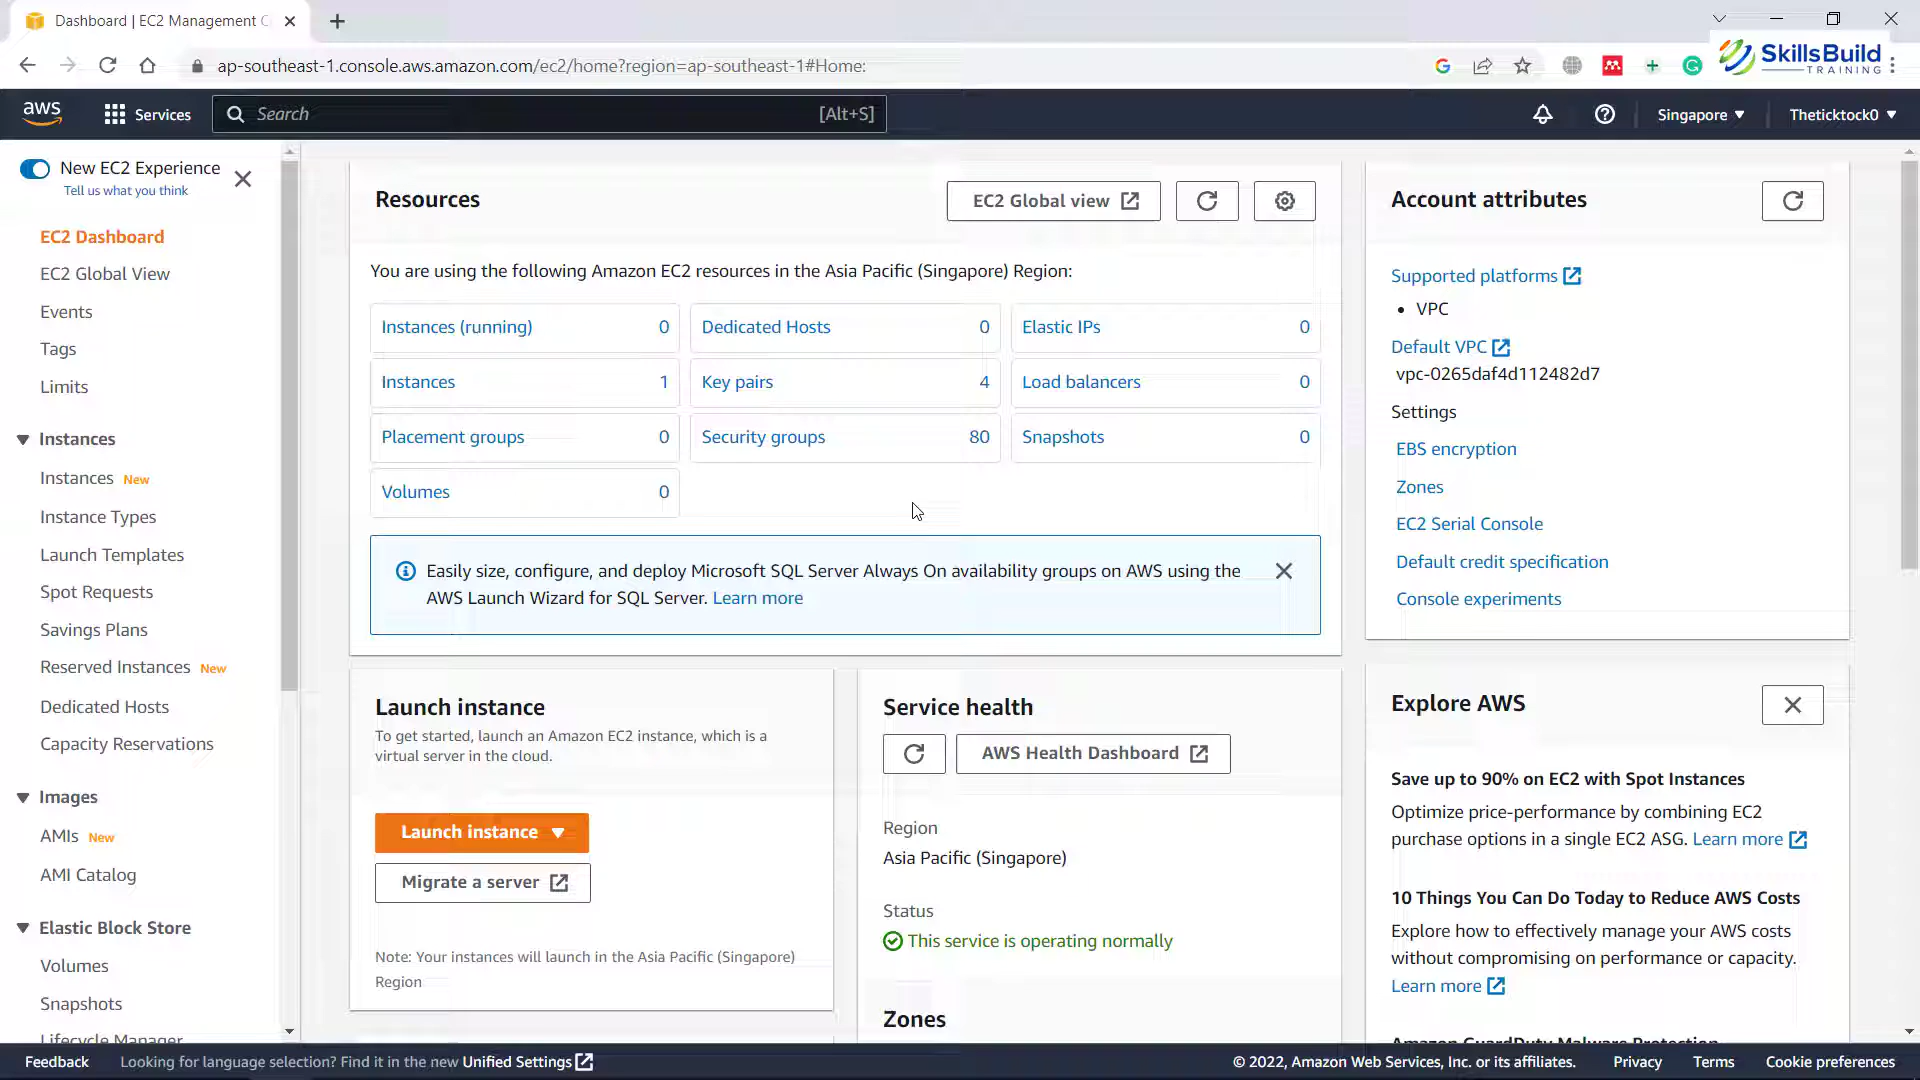 Dashboard | EC2 Management C
SkillsBuild
TRAINING
ap-southeast-1.console.aws.amazon.com/ec2/home?region=ap-southeast-1#Home:
aws
Services
Search
[Alt+S]
Singapore
Theticktock0
New EC2 Experience
Tell us what you think
EC2 Dashboard
EC2 Global View
Events
Tags
Limits
Instances
Instances New
Instance Types
Launch Templates
Spot Requests
Savings Plans
Reserved Instances New
Dedicated Hosts
Capacity Reservations
Images
AMIs New
AMI Catalog
Elastic Block Store
Volumes
Snapshots
Lifecycle Manager
Resources
EC2 Global view
You are using the following Amazon EC2 resources in the Asia Pacific (Singapore) Region:
Instances (running) 0
Dedicated Hosts 0
Elastic IPs 0
Instances 1
Key pairs 4
Load balancers 0
Placement groups 0
Security groups 80
Snapshots 0
Volumes 0
Easily size, configure, and deploy Microsoft SQL Server Always On availability groups on AWS using the
AWS Launch Wizard for SQL Server. Learn more
Launch instance
To get started, launch an Amazon EC2 instance, which is a
virtual server in the cloud.
Launch instance
Migrate a server
Note: Your instances will launch in the Asia Pacific (Singapore)
Region
Service health
AWS Health Dashboard
Region
Asia Pacific (Singapore)
Status
This service is operating normally
Zones
Account attributes
Supported platforms
• VPC
Default VPC
vpc-0265daf4d112482d7
Settings
EBS encryption
Zones
EC2 Serial Console
Default credit specification
Console experiments
Explore AWS
Save up to 90% on EC2 with Spot Instances
Optimize price-performance by combining EC2
purchase options in a single EC2 ASG. Learn more
10 Things You Can Do Today to Reduce AWS Costs
Explore how to effectively manage your AWS costs
without compromising on performance or capacity.
Learn more
Amazon GuardDuty Malware Protection
Feedback
Looking for language selection? Find it in the new Unified Settings
© 2022, Amazon Web Services, Inc. or its affiliates.
Privacy
Terms
Cookie preferences